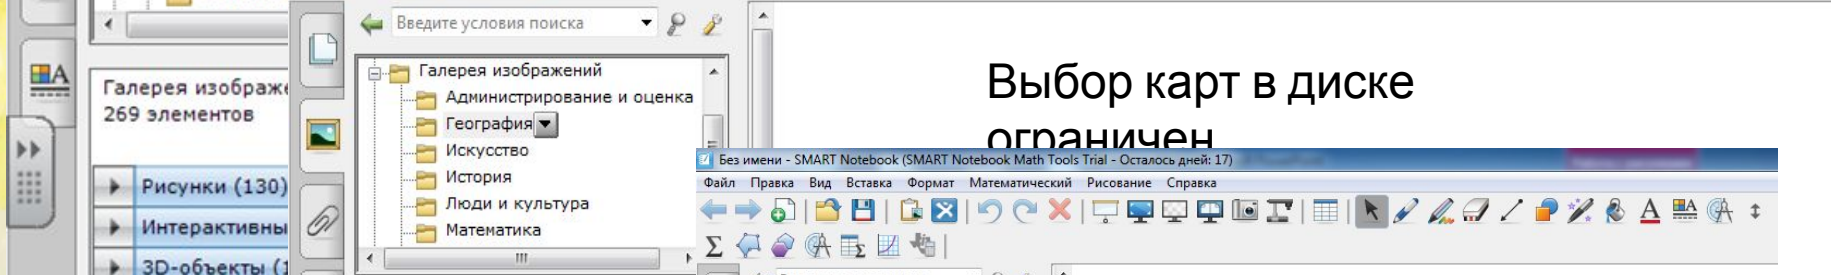 Введите условия поиска
Галерея изображений
Администрирование и оценка
География
Искусство
История
Люди и культура
Математика
Галерея изображе
269 элементов
Рисунки (130)
Интерактивны
3D-объекты (1
Выбор карт в диске
ограничен
Без имени - SMART Notebook (SMART Notebook Math Tools Trial - Осталось дней: 17)
Файл Правка Вид Вставка Формат Математический Рисование Справка